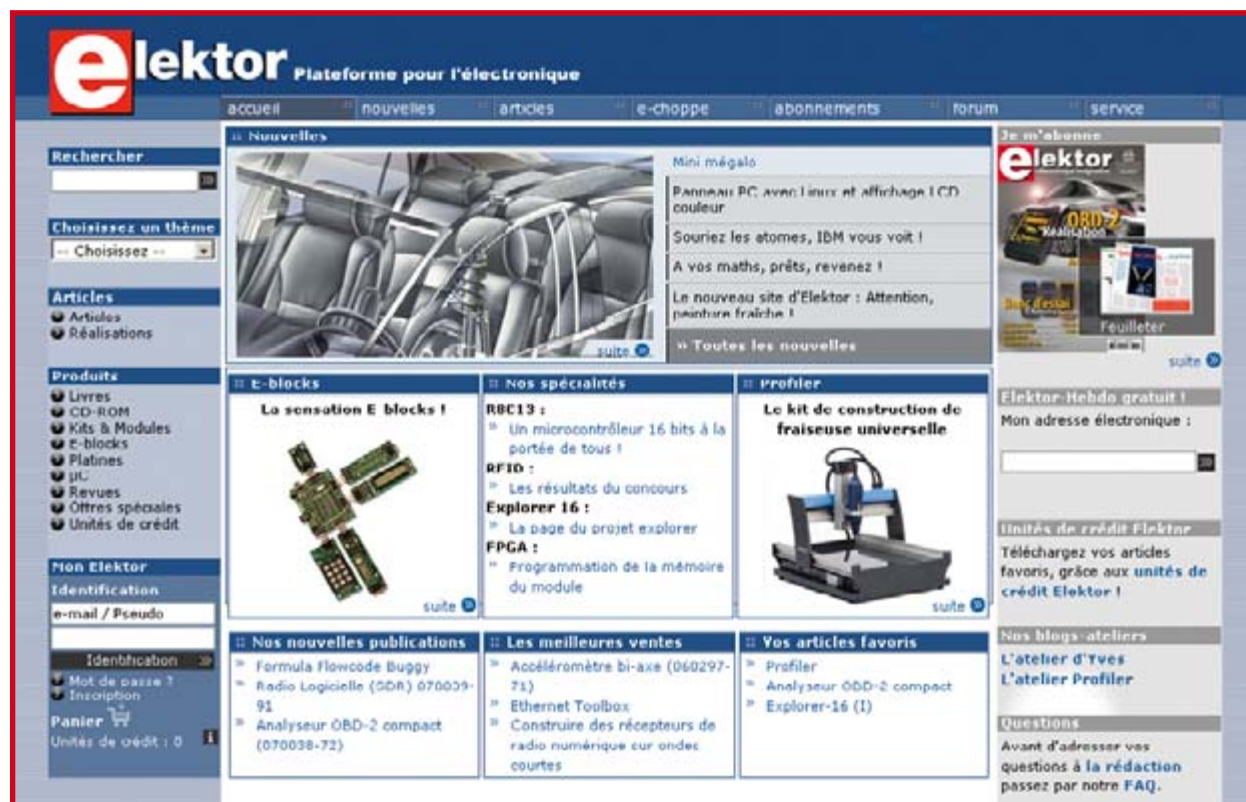 elektor Plateforme pour l'électronique
accueil nouvelles articles e-choppe abonnements forum service
Rechercher
Choisissez un thème
-- Choisissez --
Articles
Articles
Réalisations
Produits
Livres
CD-ROM
Kits & Modules
E-blocks
Platines
µC
Revues
Offres spéciales
Unités de crédit
Mon Elektor
Identification
e-mail / Pseudo
Identification
Mot de passe ?
Inscription
Panier
Unités de crédit : 0
Nouvelles
suite
Mini mégalo
Panneau PC avec Linux et affichage LCD
couleur
Souriez les atomes, IBM vous voit !
A vos maths, prêts, revenez !
Le nouveau site d'Elektor : Attention,
peinture fraîche !
» Toutes les nouvelles
E-blocks
La sensation E blocks !
suite
Nos spécialités
R8C13 :
» Un microcontrôleur 16 bits à la
portée de tous !
RFID :
» Les résultats du concours
Explorer 16 :
» La page du projet explorer
FPGA :
» Programmation de la mémoire
du module
Profiler
Le kit de construction de
fraiseuse universelle
suite
Nos nouvelles publications
» Formula Flowcode Buggy
» Radio Logicielle (SDR) 070039-
91
» Analyseur OBD-2 compact
(070038-72)
Les meilleures ventes
» Accéléromètre bi-axe (060297-
71)
» Ethernet Toolbox
» Construire des récepteurs de
radio numérique sur ondes
courtes
Vos articles favoris
» Profiler
» Analyseur OBD-2 compact
» Explorer-16 (I)
Je m'abonne
elektor
OBD-2
Réalisation
Banc d'essai
Feuilleter
suite
Elektor-Hebdo gratuit !
Mon adresse électronique :
Unités de crédit Elektor
Téléchargez vos articles
favoris, grâce aux unités de
crédit Elektor !
Nos blogs-ateliers
L'atelier d'Yves
L'atelier Profiler
Questions
Avant d'adresser vos
questions à la rédaction
passez par notre FAQ.